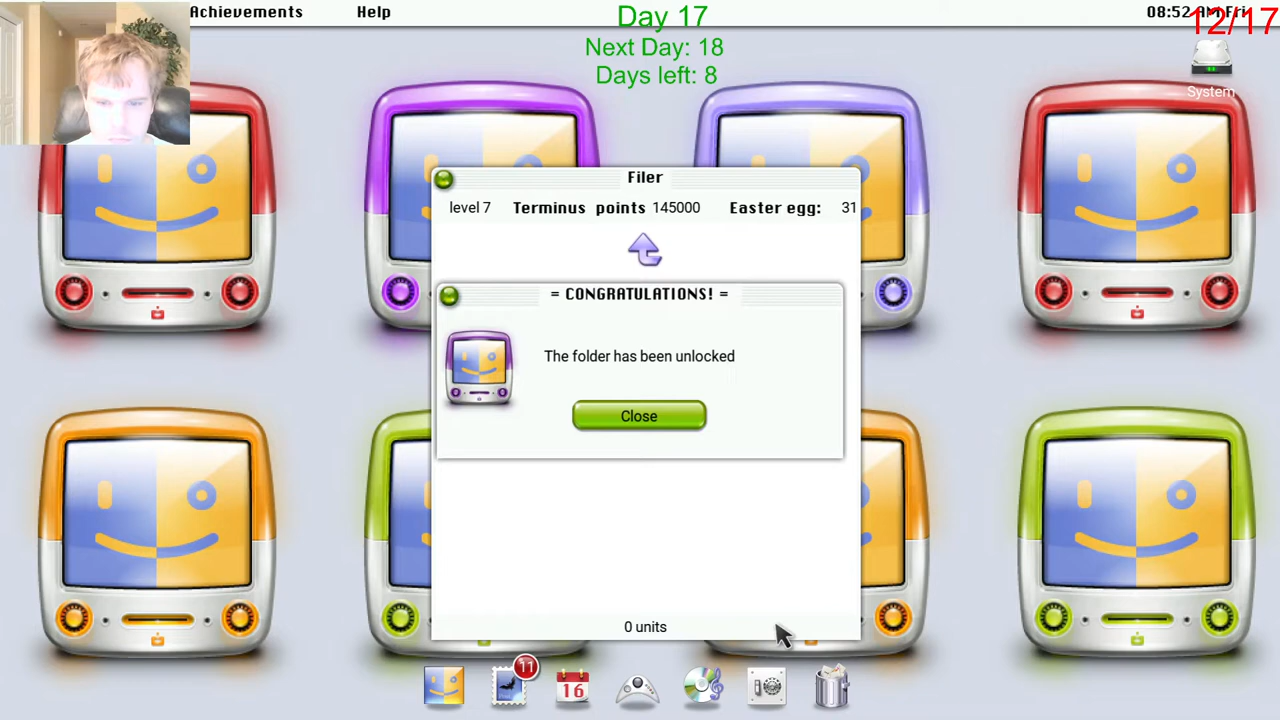 Achievements
Help
Day 17
08:52
Fri
12/17
Next Day: 18
Days left: 8
System
Filer
level 7
Terminus points 145000
Easter egg: 31
= CONGRATULATIONS! =
The folder has been unlocked
Close
0 units
11
16